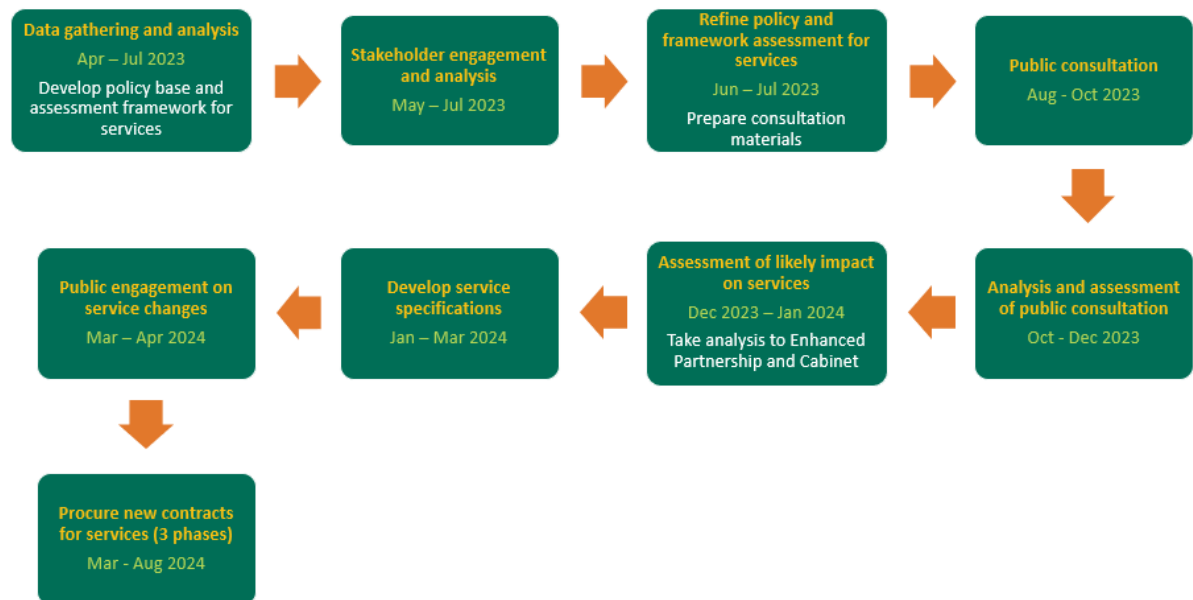 Data gathering and analysis
Apr – Jul 2023
Develop policy base and
assessment framework for
services
Stakeholder engagement
and analysis
May – Jul 2023
Refine policy and
framework assessment for
services
Jun – Jul 2023
Prepare consultation
materials
Public consultation
Aug - Oct 2023
Analysis and assessment
of public consultation
Oct - Dec 2023
Assessment of likely impact
on services
Dec 2023 – Jan 2024
Take analysis to Enhanced
Partnership and Cabinet
Develop service
specifications
Jan – Mar 2024
Public engagement on
service changes
Mar – Apr 2024
Procure new contracts
for services (3 phases)
Mar - Aug 2024